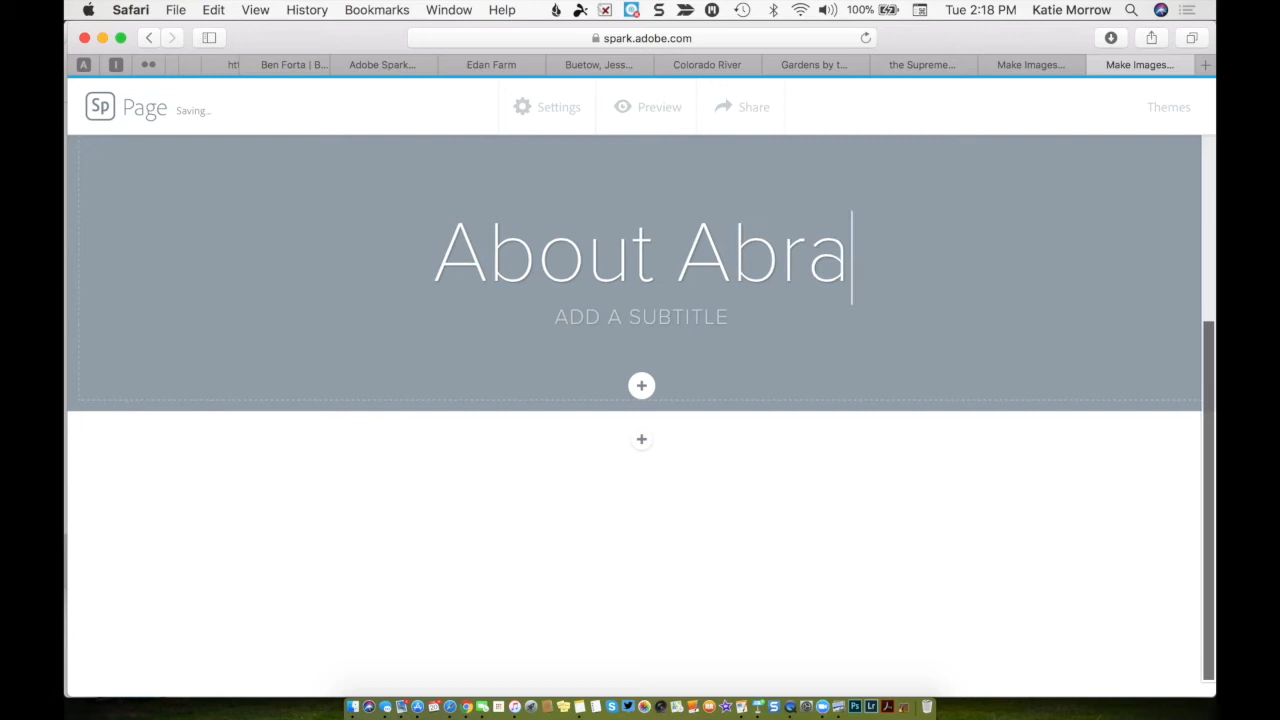 Safari File Edit View History Bookmarks Window Help 100% Tue 2:18 PM Katie Morrow
spark.adobe.com
htt Ben Forta | B... Adobe Spark... Edan Farm Buetow, Jess... Colorado River Gardens by t... the Supreme... Make Images... Make Images...
Sp Page Saving... Settings Preview Share Themes
About Abra
ADD A SUBTITLE